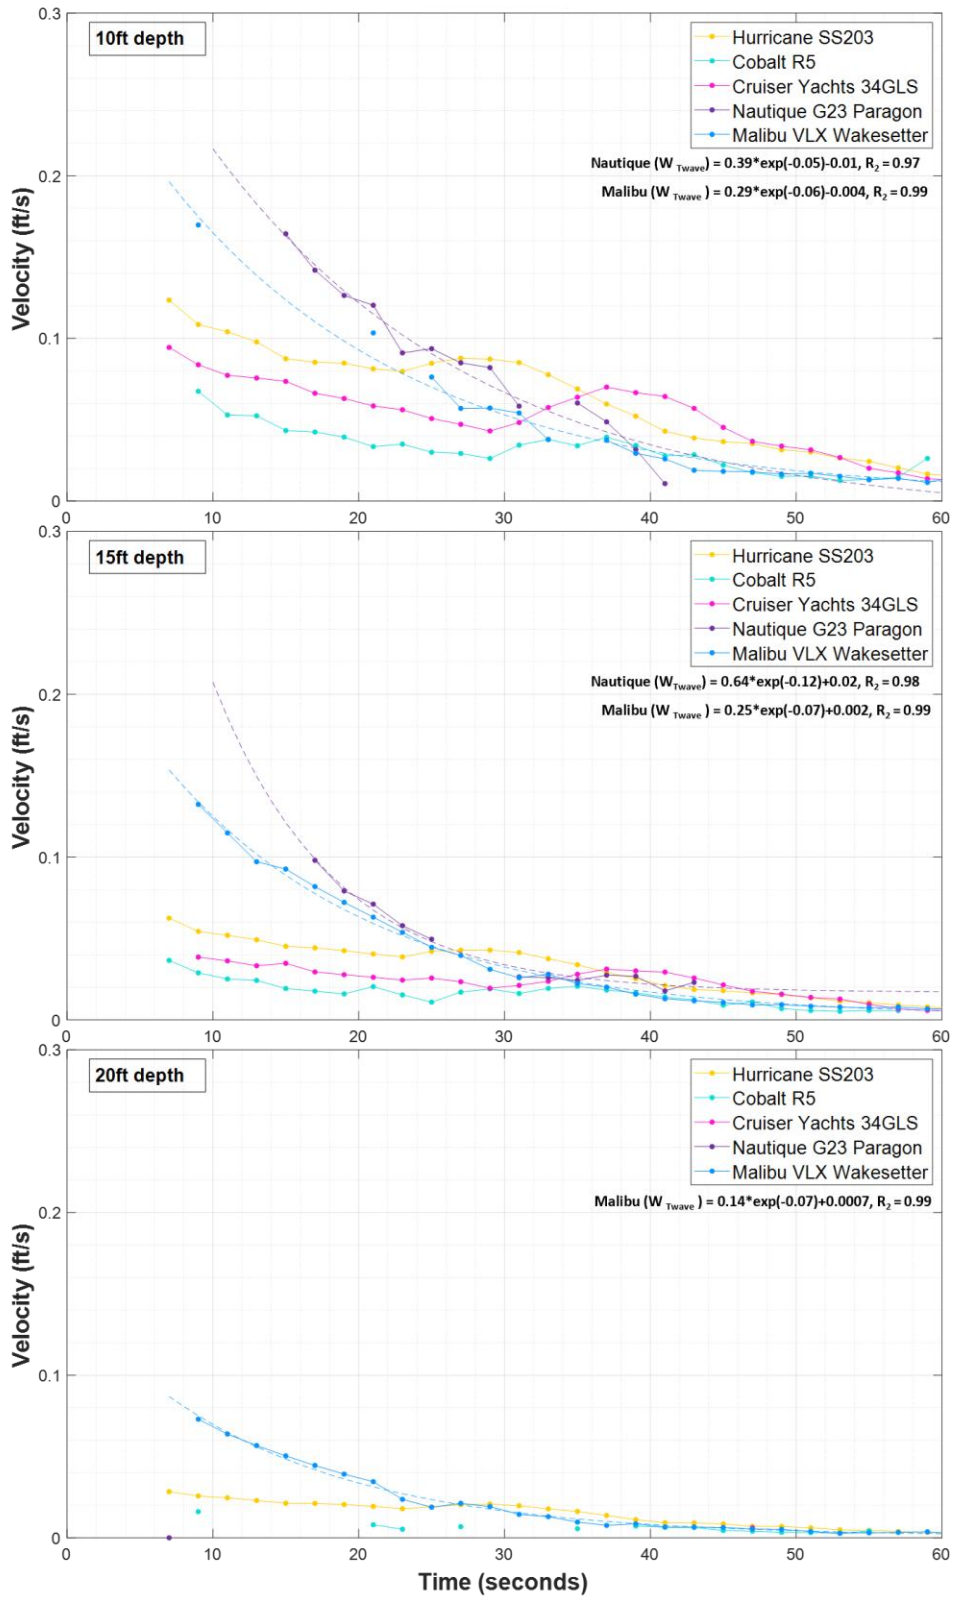 0.3
10ft depth
Hurricane SS203
Cobalt R5
Cruiser Yachts 34GLS
Nautique G23 Paragon
Malibu VLX Wakesetter
Nautique (W Twave) = 0.39*exp(-0.05)-0.01, R2 = 0.97
Malibu (W Twave ) = 0.29*exp(-0.06)-0.004, R2 = 0.99
0.2
Velocity (ft/s)
0.1
0
0 10 20 30 40 50 60
0.3
15ft depth
Hurricane SS203
Cobalt R5
Cruiser Yachts 34GLS
Nautique G23 Paragon
Malibu VLX Wakesetter
Nautique (WTwave) = 0.64*exp(-0.12)+0.02, R2 = 0.98
Malibu (W Twave ) = 0.25*exp(-0.07)+0.002, R2 = 0.99
0.2
Velocity (ft/s)
0.1
0
0 10 20 30 40 50 60
0.3
20ft depth
Hurricane SS203
Cobalt R5
Cruiser Yachts 34GLS
Nautique G23 Paragon
Malibu VLX Wakesetter
Malibu (W Twave ) = 0.14*exp(-0.07)+0.0007, R2 = 0.99
0.2
Velocity (ft/s)
0.1
0
0 10 20 30 40 50 60
Time (seconds)